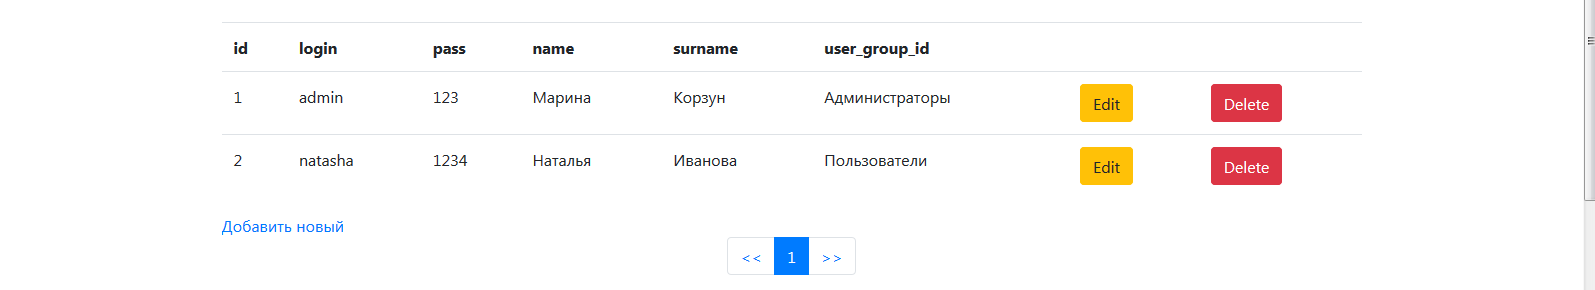 id login pass name surname user_group_id
1 admin 123 Марина Корзун Администраторы Edit Delete
2 natasha 1234 Наталья Иванова Пользователи Edit Delete
Добавить новый
<< 1 >>